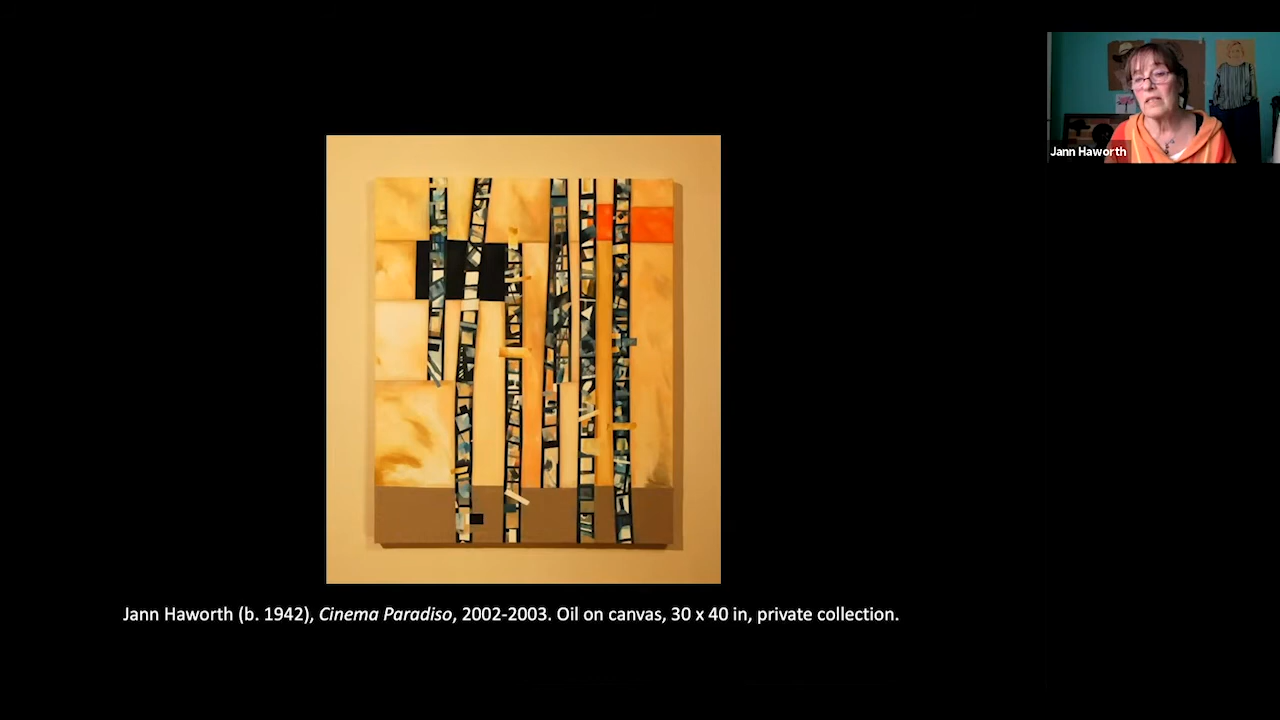 Jann Haworth
Jann Haworth (b. 1942), Cinema Paradiso, 2002-2003. Oil on canvas, 30 x 40 in, private collection.